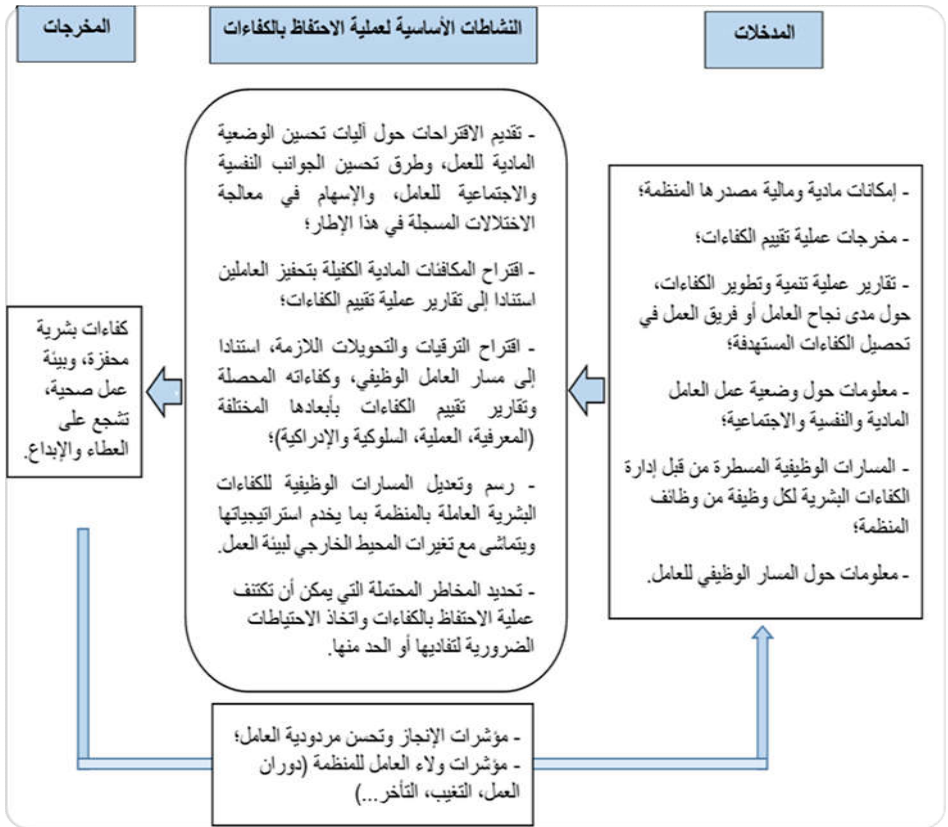 المدخلات
النشاطات الأساسية لعملية الاحتفاظ بالكفاءات
المخرجات
- إمكانات مادية ومالية مصدرها المنظمة؛
- مخرجات عملية تقييم الكفاءات؛
- تقارير عملية تنمية وتطوير الكفاءات،
حول مدى نجاح العامل أو فريق العمل في
تحصيل الكفاءات المستهدفة؛
- معلومات حول وضعية عمل العامل
المادية والنفسية والاجتماعية؛
- المسارات الوظيفية المسطرة من قبل إدارة
الكفاءات البشرية لكل وظيفة من وظائف
المنظمة؛
- معلومات حول المسار الوظيفي للعامل.
- تقديم الاقتراحات حول آليات تحسين الوضعية
المادية للعمل، وطرق تحسين الجوانب النفسية
والاجتماعية للعامل، والإسهام في معالجة
الاختلالات المسجلة في هذا الإطار؛
- اقتراح المكافئات المادية الكفيلة بتحفيز العاملين
استنادا إلى تقارير عملية تقييم الكفاءات؛
- اقتراح الترقيات والتحويلات اللازمة، استنادا
إلى مسار العامل الوظيفي، وكفاءاته المحصلة
وتقارير تقييم الكفاءات بأبعادها المختلفة
(المعرفية، العملية، السلوكية والإدراكية)؛
- رسم وتعديل المسارات الوظيفية للكفاءات
البشرية العاملة بالمنظمة بما يخدم استراتيجياتها
ويتماشى مع تغيرات المحيط الخارجي لبيئة العمل.
- تحديد المخاطر المحتملة التي يمكن أن تكتنف
عملية الاحتفاظ بالكفاءات واتخاذ الاحتياطات
الضرورية لتفاديها أو الحد منها.
كفاءات بشرية
محفزة، وبيئة
عمل صحية،
تشجع على
العطاء والإبداع.
- مؤشرات الإنجاز وتحسن مردودية العامل؛
- مؤشرات ولاء العامل للمنظمة (دوران
العمل، التغيب، التأخر...)